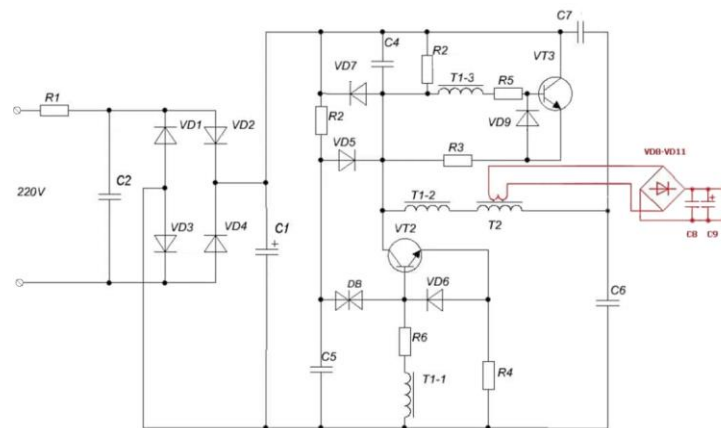 C7
C4
R2
VT3
VD7
T1-3
R5
R1
R2
VD9
VD1
VD2
VD5
R3
VD8-VD11
220V
C2
T1-2
T2
C8
C9
VT2
VD3
VD4
C1
+
+
DB
VD6
C6
R6
C5
T1-1
R4